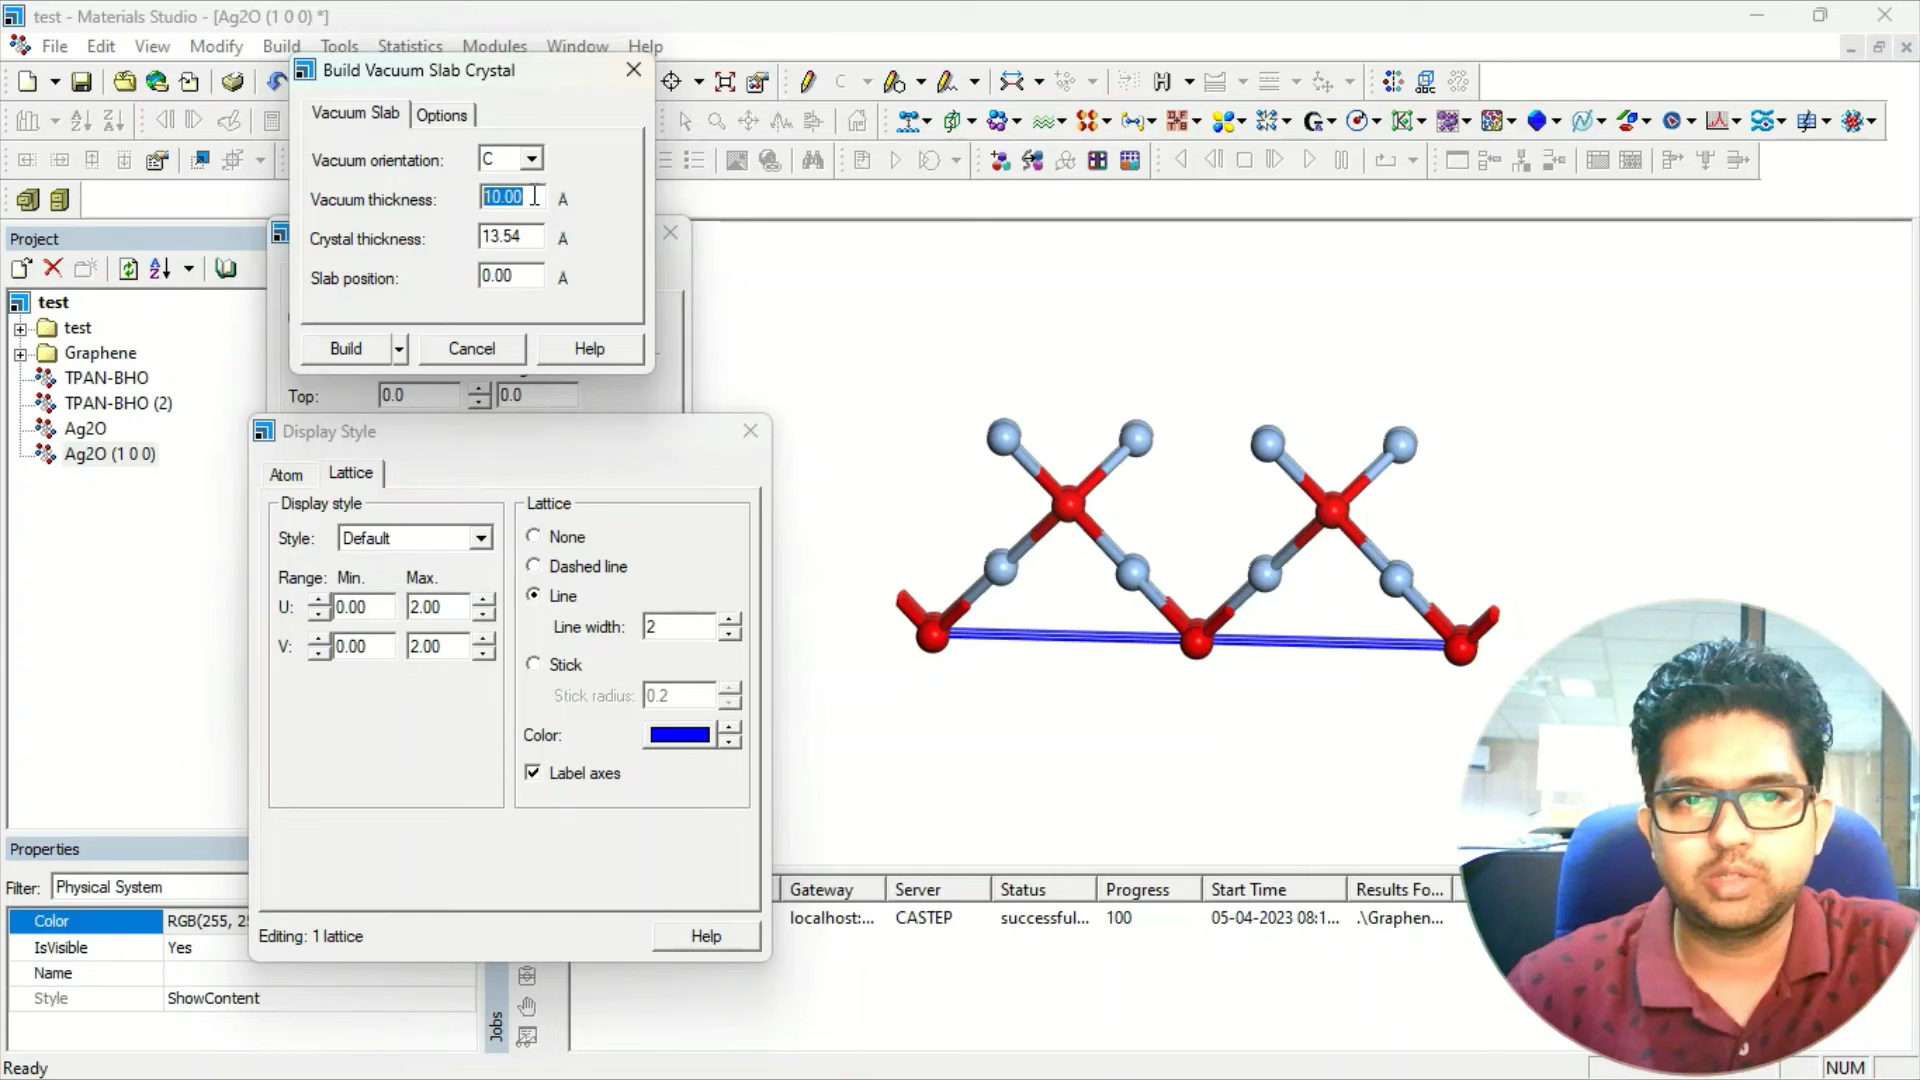 test - Materials Studio - [Ag2O (1 0 0) *]
File Edit View Modify Build Tools Statistics Modules Window Help
Build Vacuum Slab Crystal
Vacuum Slab Options
Vacuum orientation: C
Vacuum thickness: 10.00 Å
Crystal thickness: 13.54 Å
Slab position: 0.00 Å
Build Cancel Help
Top: 0.0 0.0
Project
test
test
Graphene
TPAN-BHO
TPAN-BHO (2)
Ag2O
Ag2O (1 0 0)
Display Style
Atom Lattice
Display style
Style: Default
Range: Min. Max.
U: 0.00 2.00
V: 0.00 2.00
Lattice
None
Dashed line
Line
Line width: 2
Stick
Stick radius: 0.2
Color:
Label axes
Editing: 1 lattice Help
Properties
Filter: Physical System
Color RGB(255, 2
IsVisible Yes
Name
Style ShowContent
Jobs
Gateway Server Status Progress Start Time Results Fo...
localhost:... CASTEP successful... 100 05-04-2023 08:1... .\Graphen...
Ready NUM